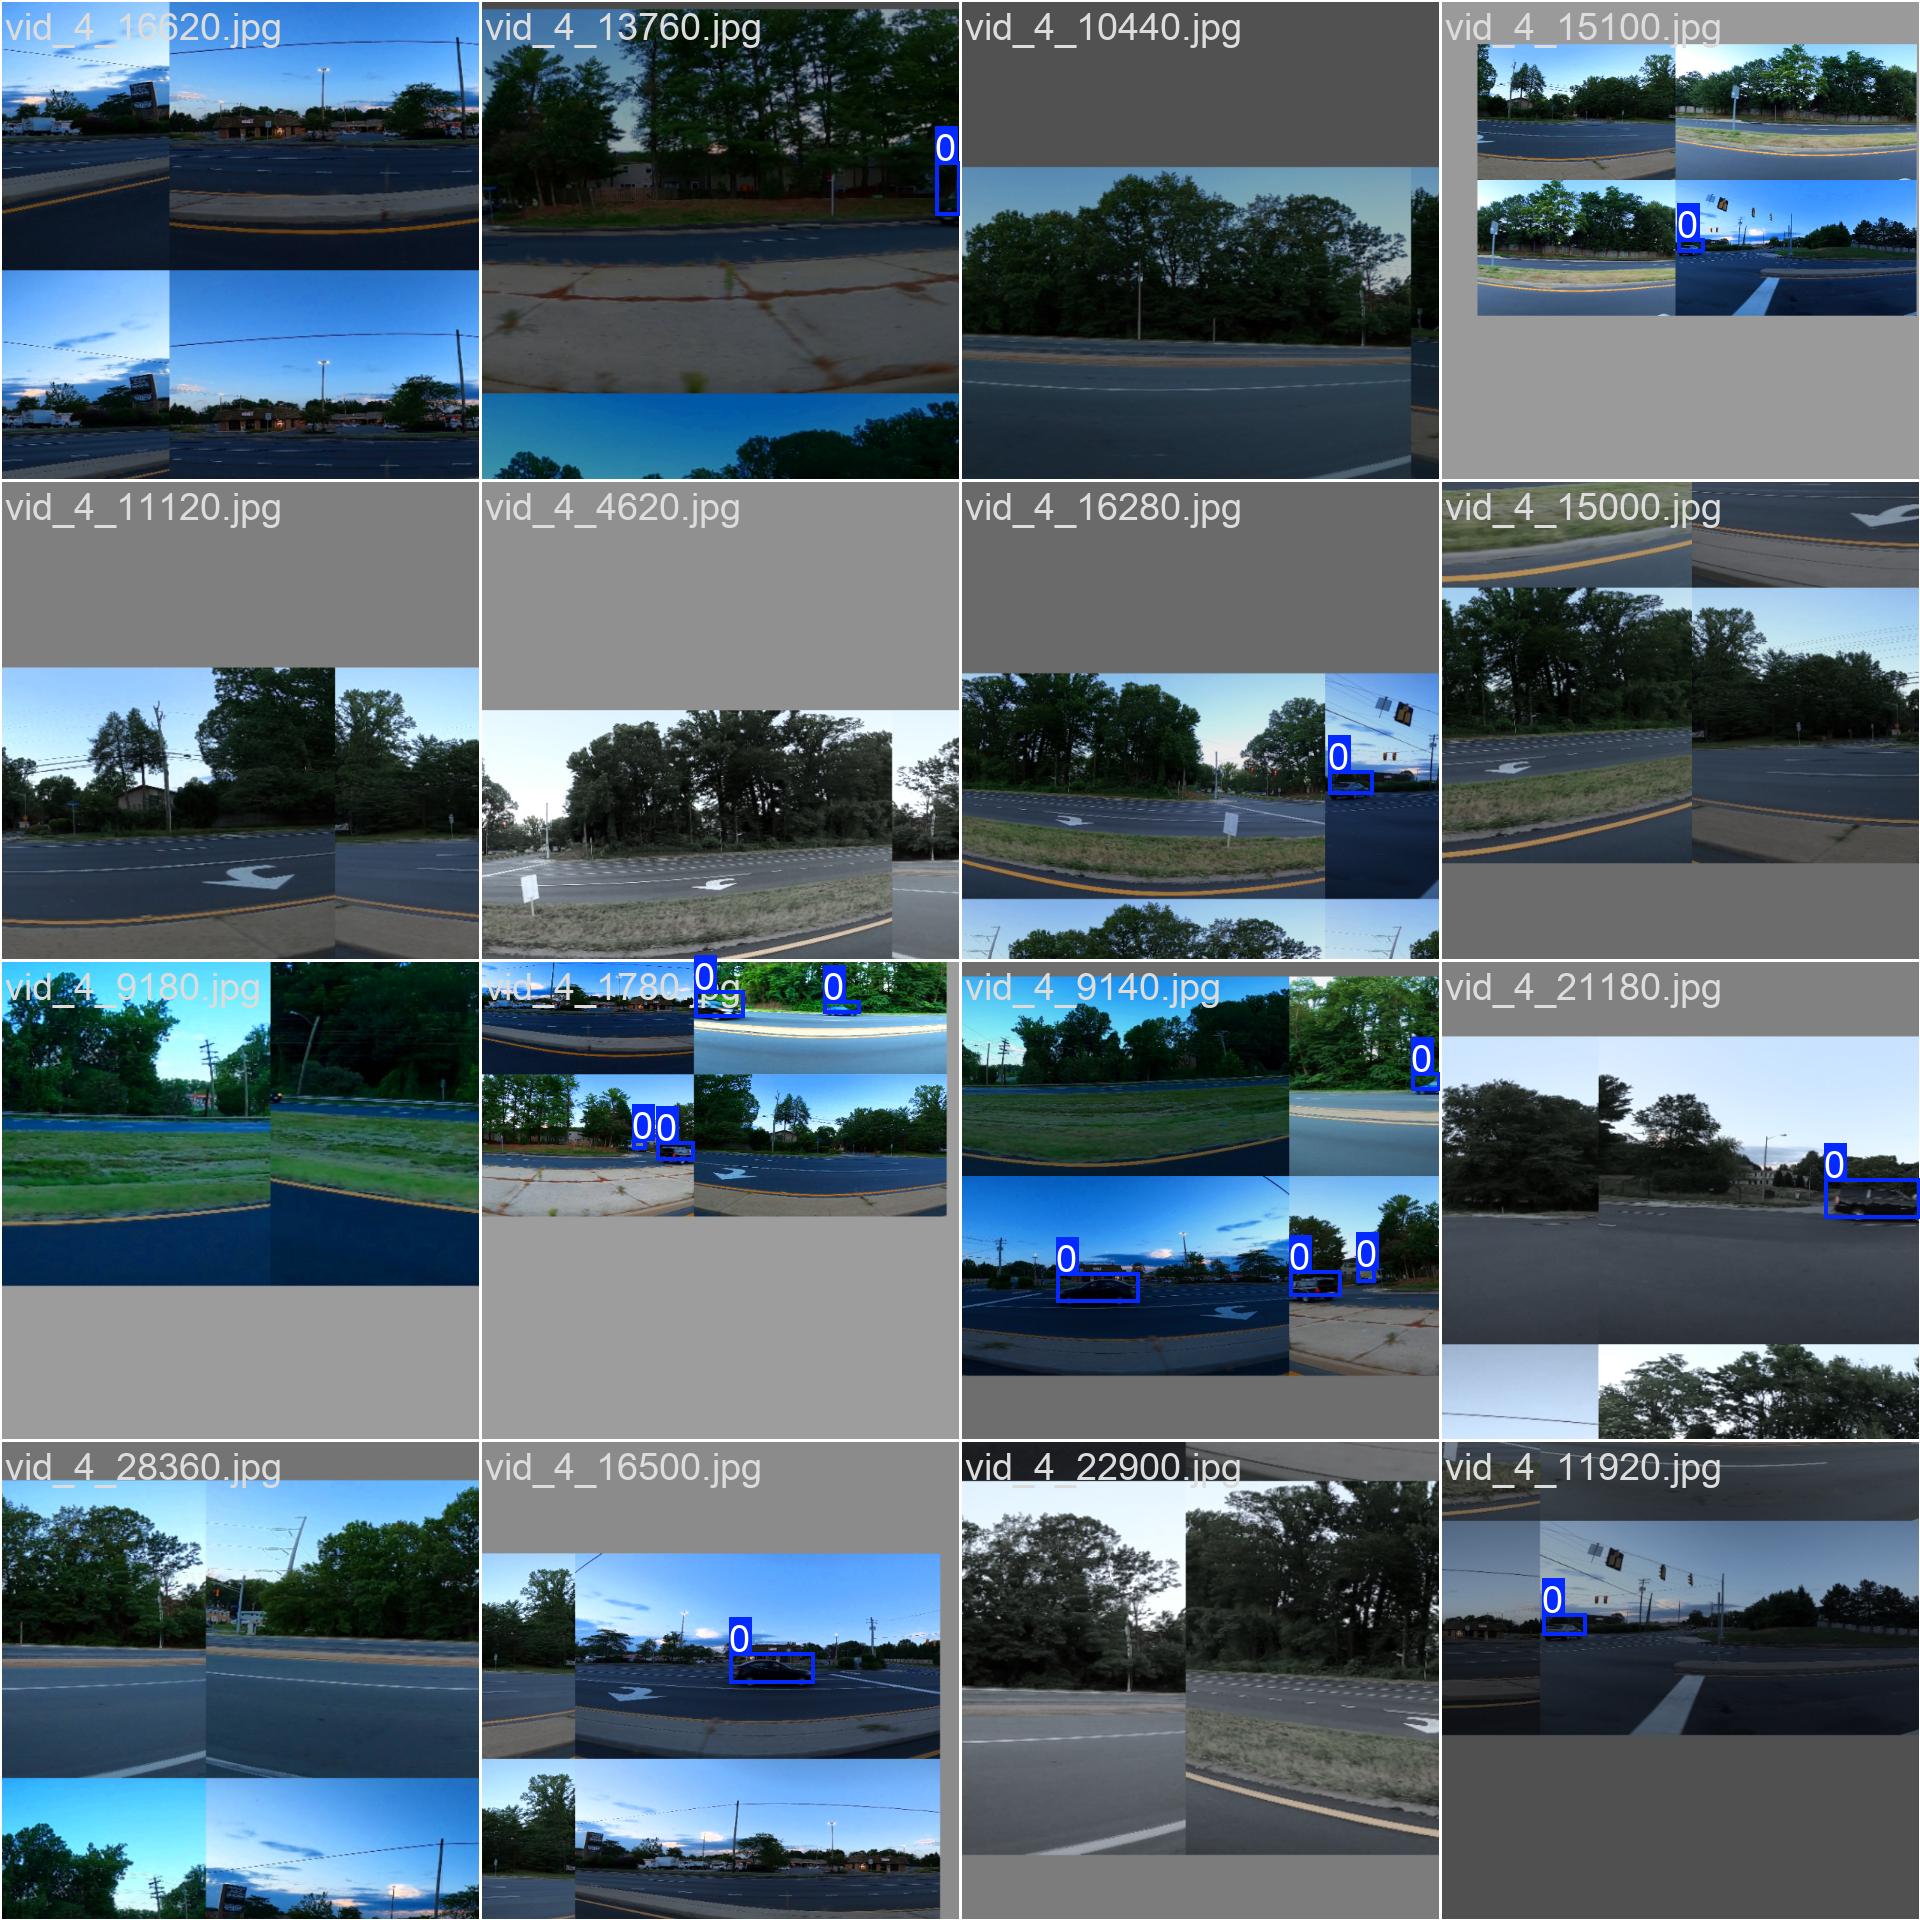 vid_4_16620.jpg
vid_4_13760.jpg
0
vid_4_10440.jpg
vid_4_15100.jpg
0
vid_4_11120.jpg
vid_4_4620.jpg
vid_4_16280.jpg
0
vid_4_15000.jpg
vid_4_9180.jpg
vid_4_1780.jpg
0
0
0
0
vid_4_9140.jpg
0
0
0
0
vid_4_21180.jpg
0
vid_4_28360.jpg
vid_4_16500.jpg
0
vid_4_22900.jpg
vid_4_11920.jpg
0